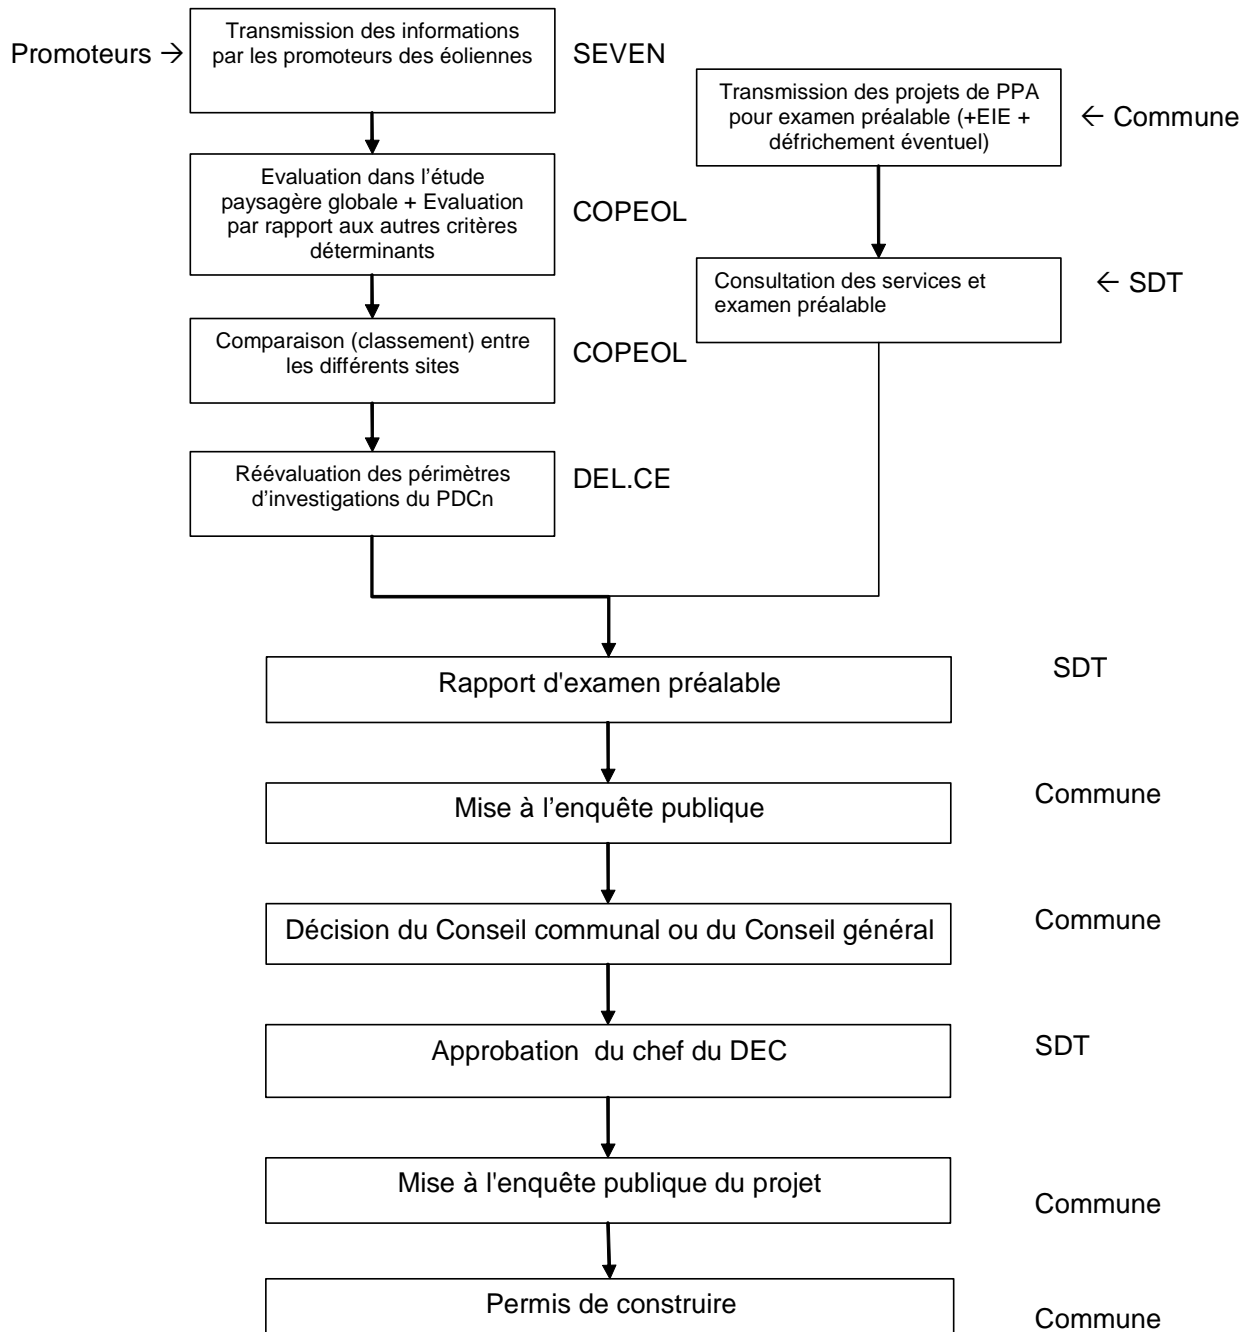 Promoteurs →
Transmission des informations
par les promoteurs des éoliennes
SEVEN
Transmission des projets de PPA
pour examen préalable (+EIE +
défrichement éventuel)
← Commune
Evaluation dans l’étude
paysagère globale + Evaluation
par rapport aux autres critères
déterminants
COPEOL
Consultation des services et
examen préalable
← SDT
Comparaison (classement) entre
les différents sites
COPEOL
Réévaluation des périmètres
d’investigations du PDCn
DEL.CE
Rapport d'examen préalable
SDT
Mise à l’enquête publique
Commune
Décision du Conseil communal ou du Conseil général
Commune
Approbation du chef du DEC
SDT
Mise à l'enquête publique du projet
Commune
Permis de construire
Commune